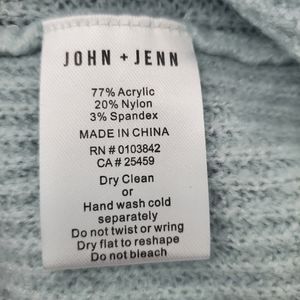 JOHN + JENN
77% Acrylic
20% Nylon
3% Spandex
MADE IN CHINA
RN # 0103842
CA # 25459
Dry Clean
or
Hand wash cold
separately
Do not twist or wring
Dry flat to reshape
Do not bleach